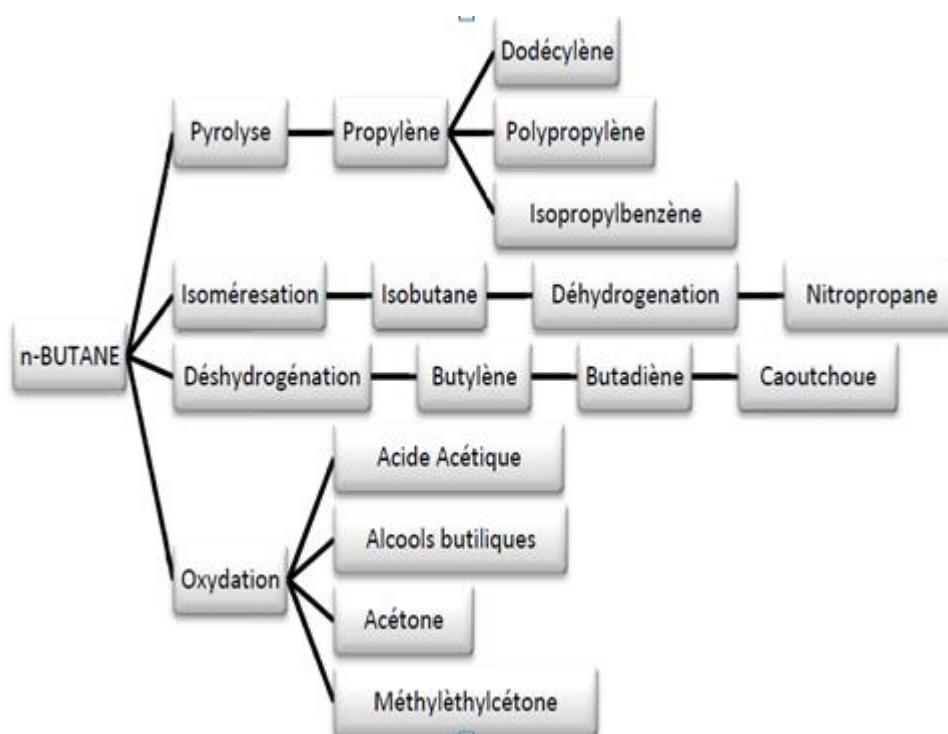 Dodécylène
Pyrolyse
Propylène
Polypropylène
Isopropylbenzène
Isoméresation
Isobutane
Déhydrogenation
Nitropropane
n-BUTANE
Déshydrogénation
Butylène
Butadiène
Caoutchoue
Acide Acétique
Alcools butiliques
Oxydation
Acétone
Méthylèthylcétone